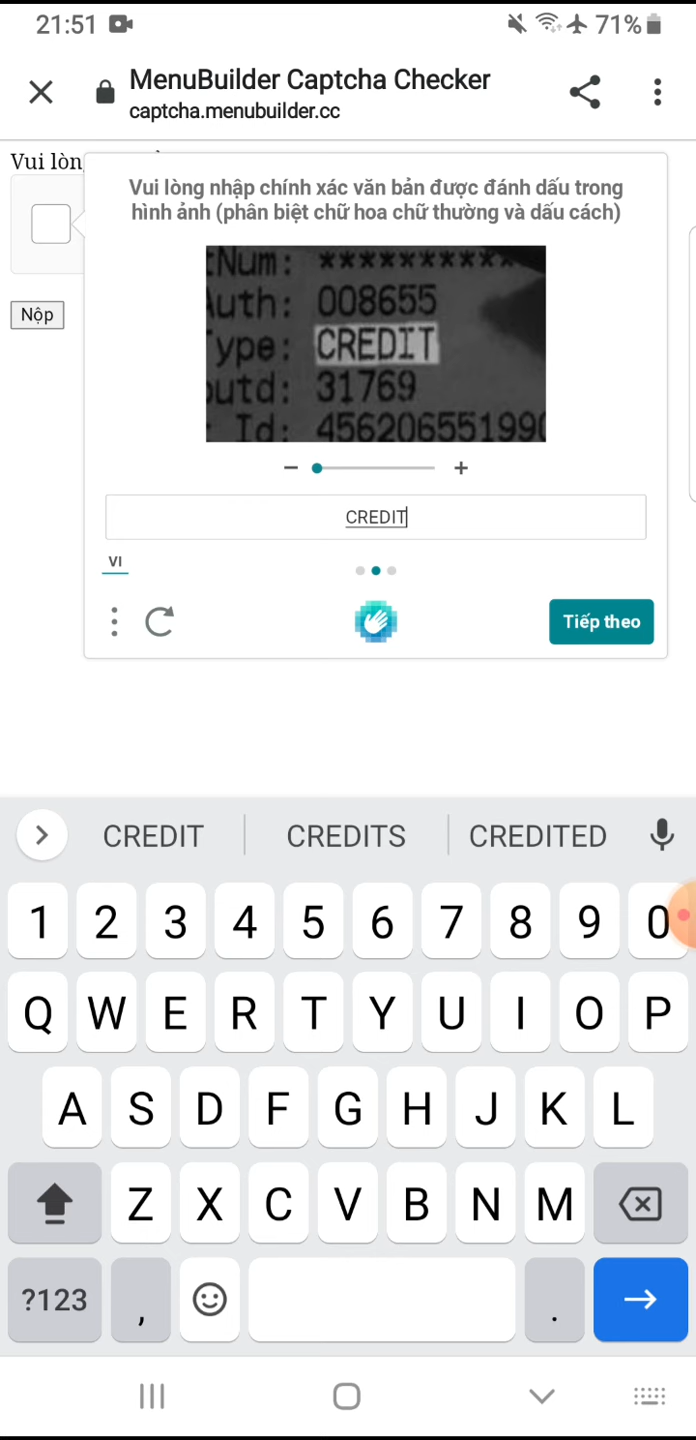 21:51 71%
MenuBuilder Captcha Checker
captcha.menubuilder.cc
Vui lòn
Vui lòng nhập chính xác văn bản được đánh dấu trong
hình ảnh (phân biệt chữ hoa chữ thường và dấu cách)
Nộp
Num: **********
Auth: 008655
ype: CREDIT
outd: 31769
Id: 45620655199
− +
CREDIT
VI
Tiếp theo
CREDIT CREDITS CREDITED
1 2 3 4 5 6 7 8 9 0
Q W E R T Y U I O P
A S D F G H J K L
Z X C V B N M
?123 , .